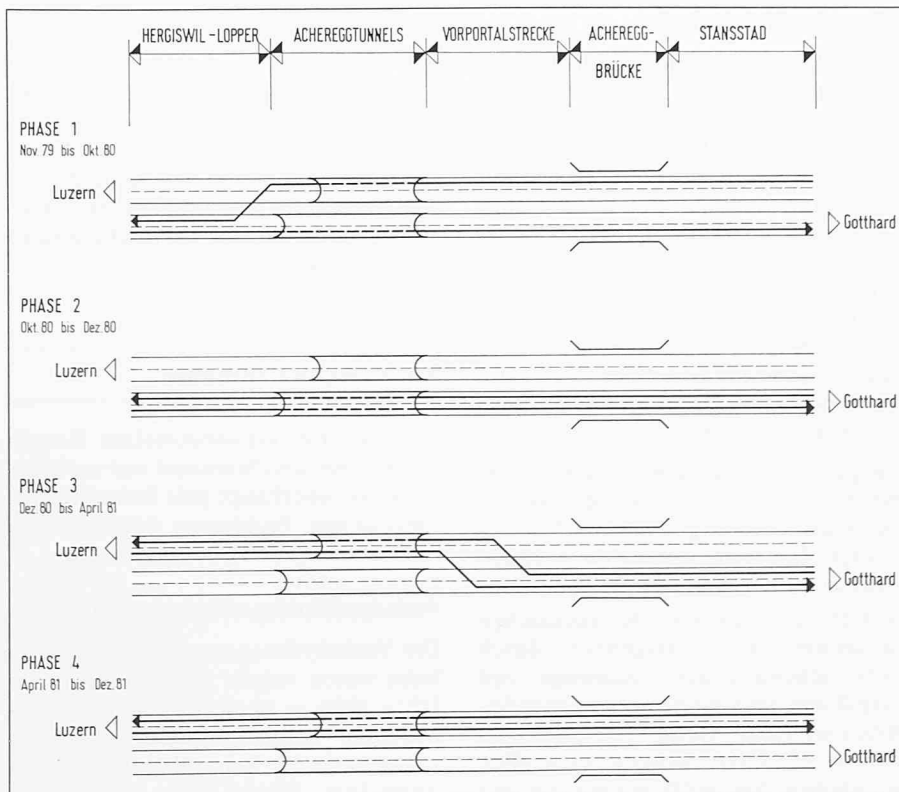 HERGISWIL-LOPPER ACHEREGGTUNNELS VORPORTALSTRECKE ACHEREGG- STANSSTAD
BRÜCKE
PHASE 1
Nov. 79 bis Okt. 80
Luzern
Gotthard
PHASE 2
Okt. 80 bis Dez. 80
Luzern
Gotthard
PHASE 3
Dez. 80 bis April 81
Luzern
Gotthard
PHASE 4
April 81 bis Dez. 81
Luzern
Gotthard